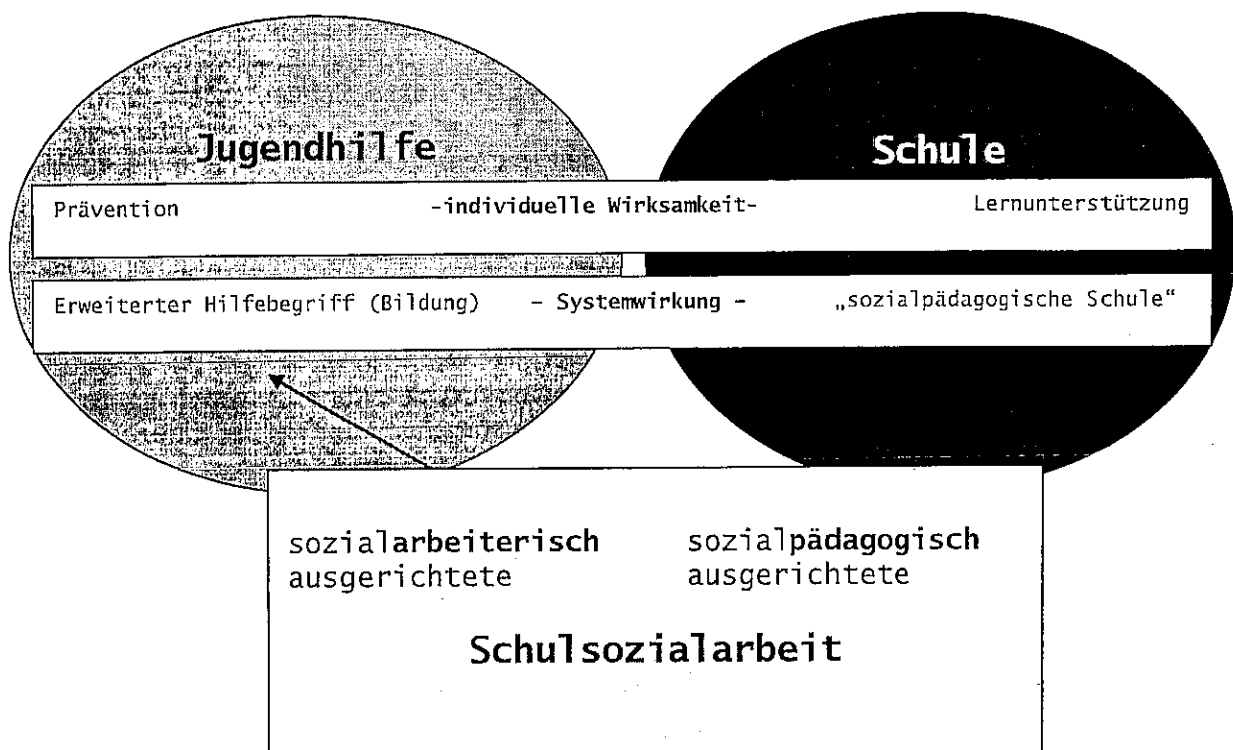 Jugendhilfe
Schule
Prävention -individuelle Wirksamkeit- Lernunterstützung
Erweiterter Hilfebegriff (Bildung) - Systemwirkung - „sozialpädagogische Schule“
sozialarbeiterisch sozialpädagogisch
ausgerichtete ausgerichtete
Schulsozialarbeit